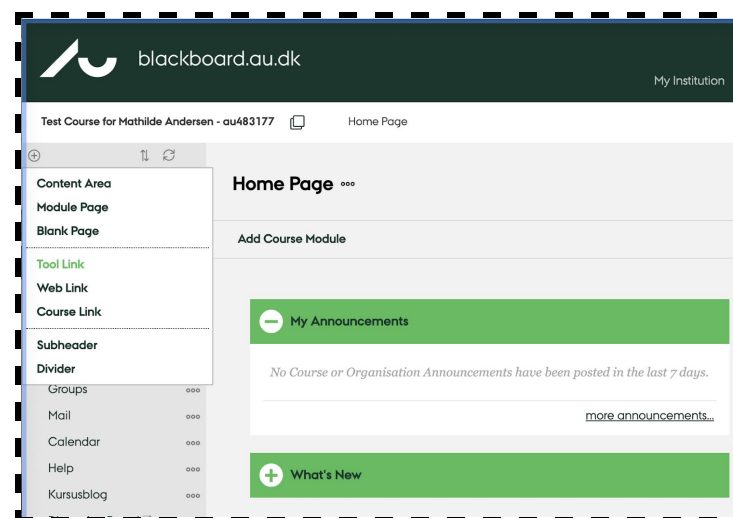 blackboard.au.dk
My Institution
Test Course for Mathilde Andersen - au483177
Home Page
Content Area
Module Page
Blank Page
Tool Link
Web Link
Course Link
Subheader
Divider
Groups
Mail
Calendar
Help
Kursusblog
Home Page
Add Course Module
My Announcements
No Course or Organisation Announcements have been posted in the last 7 days.
more announcements...
What's New